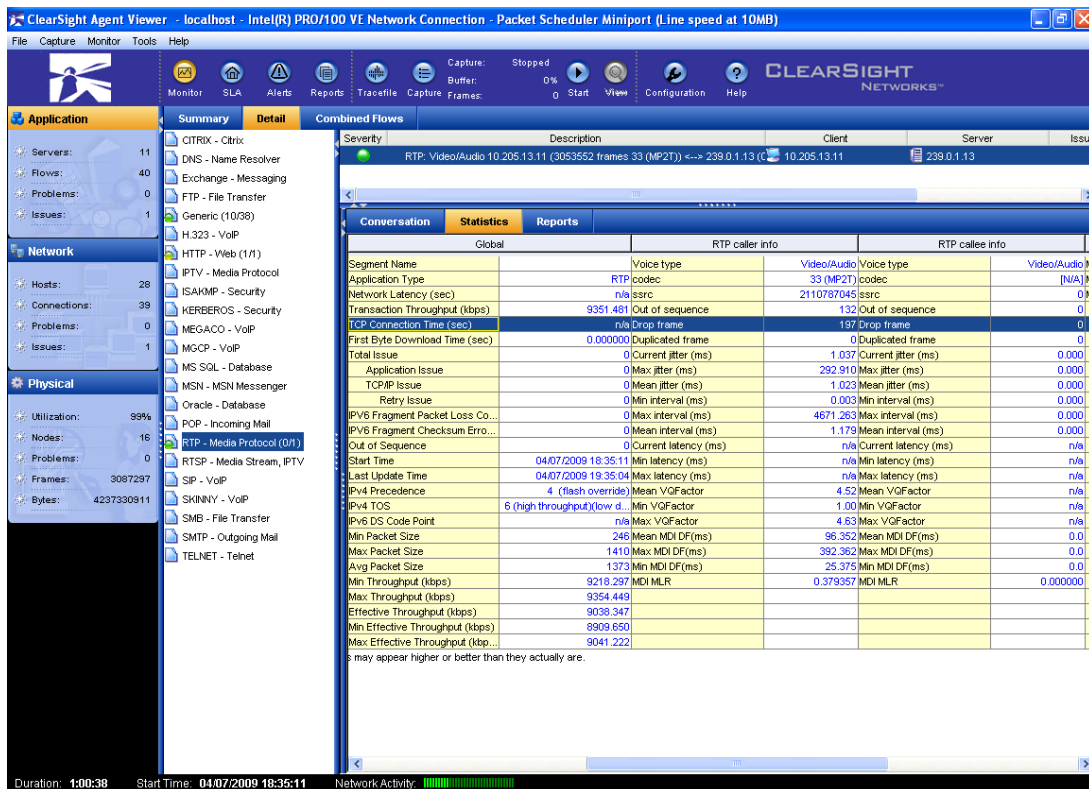 ClearSight Agent Viewer - localhost - Intel(R) PRO/100 VE Network Connection - Packet Scheduler Miniport (Line speed at 10MB)
File Capture Monitor Tools Help
Monitor SLA Alerts Reports Tracefile Capture
Capture: Stopped
Buffer: 0%
Frames: 0
Start View Configuration Help
CLEARSIGHT NETWORKS™
Application
Servers: 11
Flows: 40
Problems: 0
Issues: 1
Network
Hosts: 28
Connections: 39
Problems: 0
Issues: 1
Physical
Utilization: 99%
Nodes: 16
Problems: 0
Frames: 3087297
Bytes: 4237330911
Summary Detail Combined Flows
CITRIX - Citrix
DNS - Name Resolver
Exchange - Messaging
FTP - File Transfer
Generic (10/38)
H.323 - VoIP
HTTP - Web (1/1)
IPTV - Media Protocol
ISAKMP - Security
KERBEROS - Security
MEGACO - VoIP
MGCP - VoIP
MS SQL - Database
MSN - MSN Messenger
Oracle - Database
POP - Incoming Mail
RTP - Media Protocol (0/1)
RTSP - Media Stream, IPTV
SIP - VoIP
SKINNY - VoIP
SMB - File Transfer
SMTP - Outgoing Mail
TELNET - Telnet
Severity Description Client Server Issu
RTP: Video/Audio 10.205.13.11 (3053552 frames 33 (MP2T)) <--> 239.0.1.13 (C 10.205.13.11 239.0.1.13
Conversation Statistics Reports
Global RTP caller info RTP callee info
Segment Name Voice type Video/Audio Voice type Video/Audio
Application Type RTP codec 33 (MP2T) codec [N/A]
Network Latency (sec) n/a ssrc 2110787045 ssrc 0
Transaction Throughput (kbps) 9351.481 Out of sequence 132 Out of sequence 0
TCP Connection Time (sec) n/a Drop frame 197 Drop frame 0
First Byte Download Time (sec) 0.000000 Duplicated frame 0 Duplicated frame 0
Total Issue 0 Current jitter (ms) 1.037 Current jitter (ms) 0.000
Application Issue 0 Max jitter (ms) 292.910 Max jitter (ms) 0.000
TCP/IP Issue 0 Mean jitter (ms) 1.023 Mean jitter (ms) 0.000
Retry Issue 0 Min interval (ms) 0.003 Min interval (ms) 0.000
IPV6 Fragment Packet Loss Co... 0 Max interval (ms) 4671.263 Max interval (ms) 0.000
IPV6 Fragment Checksum Erro... 0 Mean interval (ms) 1.179 Mean interval (ms) 0.000
Out of Sequence 0 Current latency (ms) n/a Current latency (ms) n/a
Start Time 04/07/2009 18:35:11 Min latency (ms) n/a Min latency (ms) n/a
Last Update Time 04/07/2009 19:35:04 Max latency (ms) n/a Max latency (ms) n/a
IPv4 Precedence 4 (flash override) Mean VQFactor 4.52 Mean VQFactor n/a
IPv4 TOS 6 (high throughput)(low d... Min VQFactor 1.00 Min VQFactor n/a
IPv6 DS Code Point n/a Max VQFactor 4.63 Max VQFactor n/a
Min Packet Size 246 Mean MDI DF(ms) 96.352 Mean MDI DF(ms) 0.0
Max Packet Size 1410 Max MDI DF(ms) 392.362 Max MDI DF(ms) 0.0
Avg Packet Size 1373 Min MDI DF(ms) 25.375 Min MDI DF(ms) 0.0
Min Throughput (kbps) 9218.297 MDI MLR 0.379357 MDI MLR 0.000000
Max Throughput (kbps) 9354.449
Effective Throughput (kbps) 9038.347
Min Effective Throughput (kbps) 8909.650
Max Effective Throughput (kbp... 9041.222
s may appear higher or better than they actually are.
Duration: 1:00:38 Start Time: 04/07/2009 18:35:11 Network Activity: